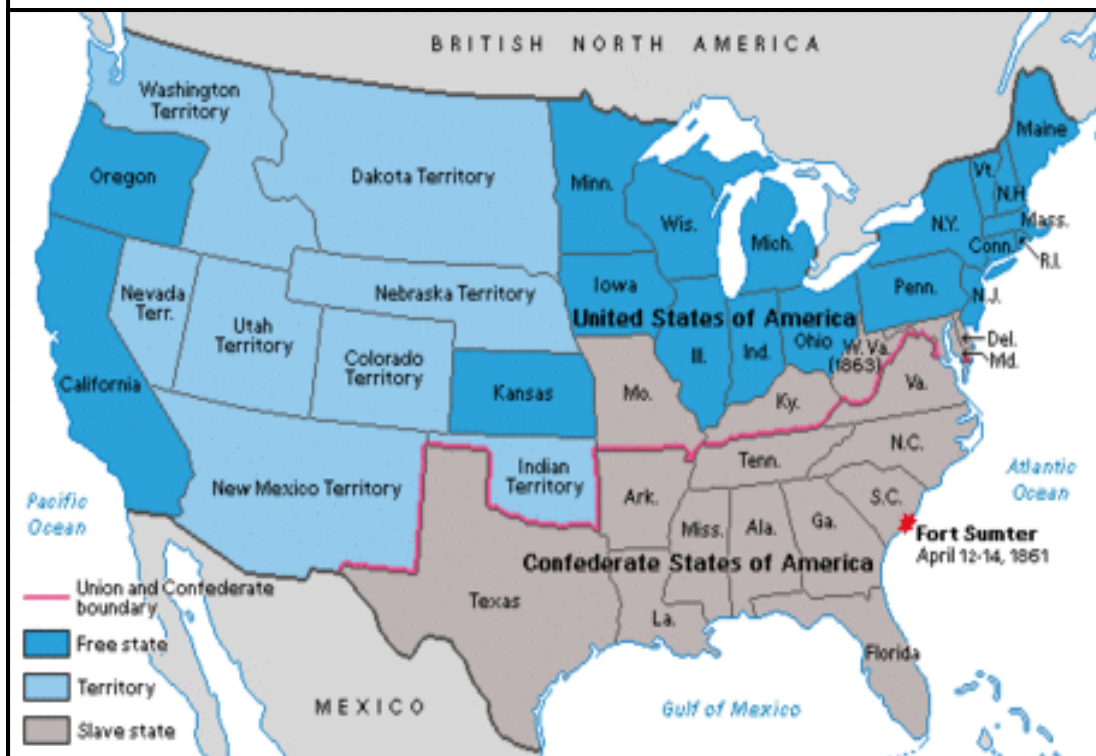 BRITISH NORTH AMERICA
Washington
Territory
Maine
Oregon
Dakota Territory
Minn.
Vt.
N.H
Wis.
Mich.
N.Y.
Mass.
Conn.
R.I.
Nevada
Terr.
Utah
Territory
Nebraska Territory
Iowa
Penn.
N.J.
United States of America
Colorado
Territory
Ill.
Ind.
Ohio
W. Va.
(1863)
Del.
Md.
California
Kansas
Mo.
Ky.
Va.
N.C.
Tenn.
New Mexico Territory
Indian
Territory
Ark.
S.C.
Atlantic
Ocean
Pacific
Ocean
Miss.
Ala.
Ga.
Fort Sumter
April 12-14, 1861
Confederate States of America
Texas
La.
Florida
Union and Confederate
boundary
Free state
Territory
Slave state
MEXICO
Gulf of Mexico